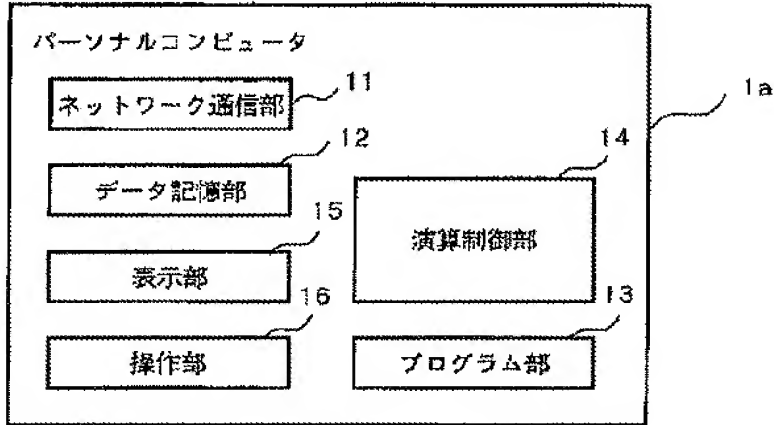 パーソナルコンピュータ
11
ネットワーク通信部
1a
12
14
データ記憶部
演算制御部
15
表示部
16
13
操作部
プログラム部